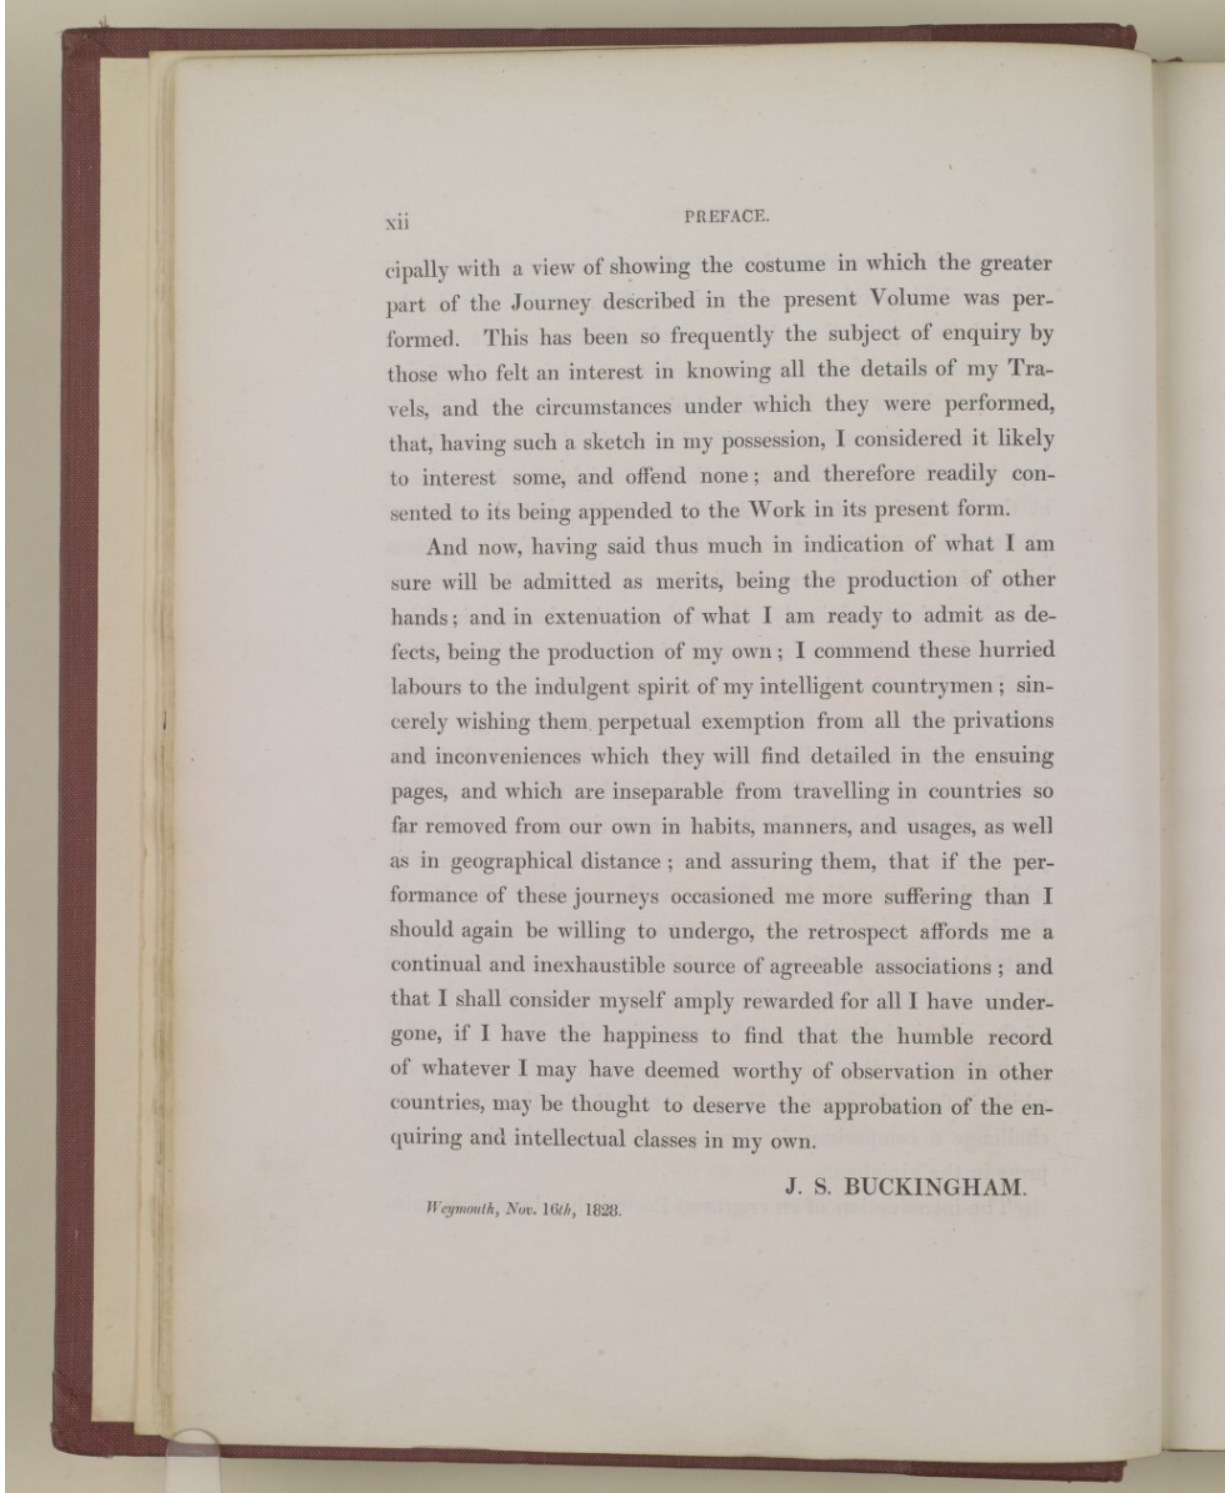 xii
PREFACE.
cipally with a view of showing the costume in which the greater
part of the Journey described in the present Volume was per-
formed. This has been so frequently the subject of enquiry by
those who felt an interest in knowing all the details of my Tra-
vels, and the circumstances under which they were performed,
that, having such a sketch in my possession, I considered it likely
to interest some, and offend none; and therefore readily con-
sented to its being appended to the Work in its present form.
And now, having said thus much in indication of what I am
sure will be admitted as merits, being the production of other
hands; and in extenuation of what I am ready to admit as de-
fects, being the production of my own; I commend these hurried
labours to the indulgent spirit of my intelligent countrymen; sin-
cerely wishing them perpetual exemption from all the privations
and inconveniences which they will find detailed in the ensuing
pages, and which are inseparable from travelling in countries so
far removed from our own in habits, manners, and usages, as well
as in geographical distance; and assuring them, that if the per-
formance of these journeys occasioned me more suffering than I
should again be willing to undergo, the retrospect affords me a
continual and inexhaustible source of agreeable associations; and
that I shall consider myself amply rewarded for all I have under-
gone, if I have the happiness to find that the humble record
of whatever I may have deemed worthy of observation in other
countries, may be thought to deserve the approbation of the en-
quiring and intellectual classes in my own.
J. S. BUCKINGHAM.
Weymouth, Nov. 16th, 1828.